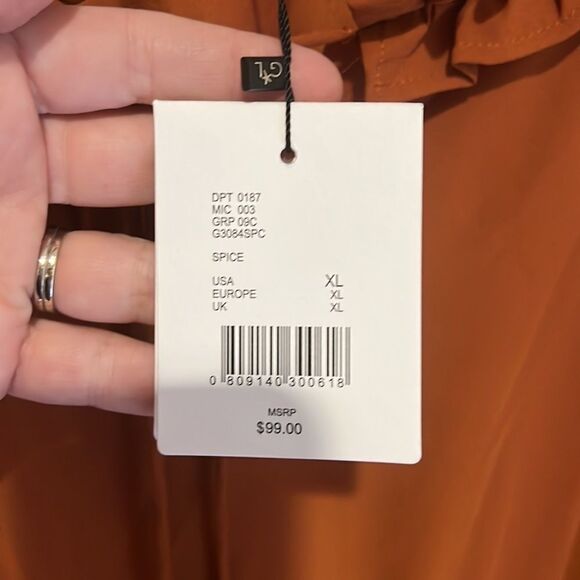 G*L
DPT 0187
MIC 003
GRP 09C
G3084SPC
SPICE
USA XL
EUROPE XL
UK XL
0 809140 300618
MSRP
$99.00